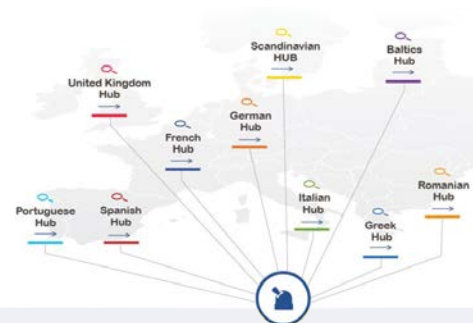 Scandinavian
HUB
Baltics
Hub
United Kingdom
Hub
German
Hub
French
Hub
Romanian
Hub
Italian
Hub
Portuguese
Hub
Spanish
Hub
Greek
Hub